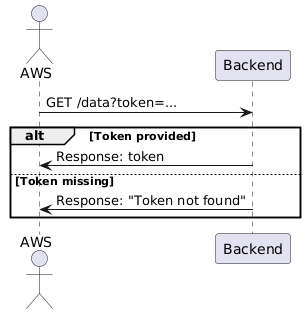 AWS
Backend
GET /data?token=...
alt
[Token provided]
Response: token
[Token missing]
Response: "Token not found"
AWS
Backend